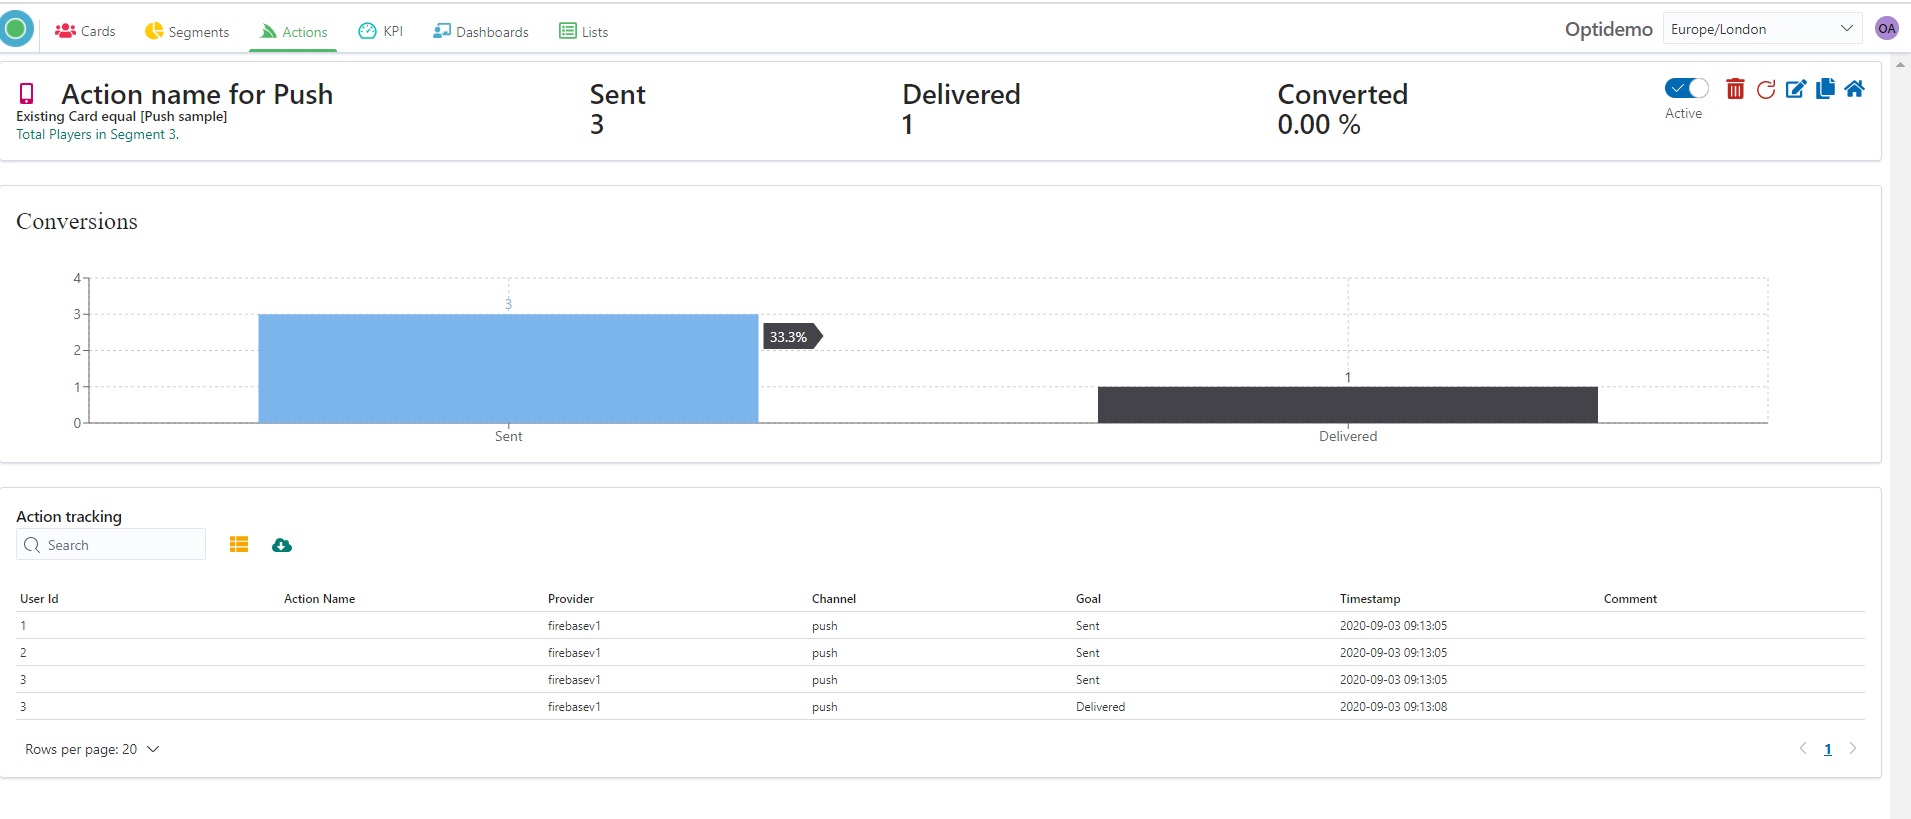 Cards Segments Actions KPI Dashboards Lists Optidemo Europe/London OA
Action name for Push Sent Delivered Converted
Existing Card equal [Push sample] 3 1 0.00 % Active
Total Players in Segment 3.
Conversions
4
3
3
33.3%
2
1
1
0
Sent Delivered
Action tracking
Search
User Id Action Name Provider Channel Goal Timestamp Comment
1 firebasev1 push Sent 2020-09-03 09:13:05
2 firebasev1 push Sent 2020-09-03 09:13:05
3 firebasev1 push Sent 2020-09-03 09:13:05
3 firebasev1 push Delivered 2020-09-03 09:13:08
Rows per page: 20 1